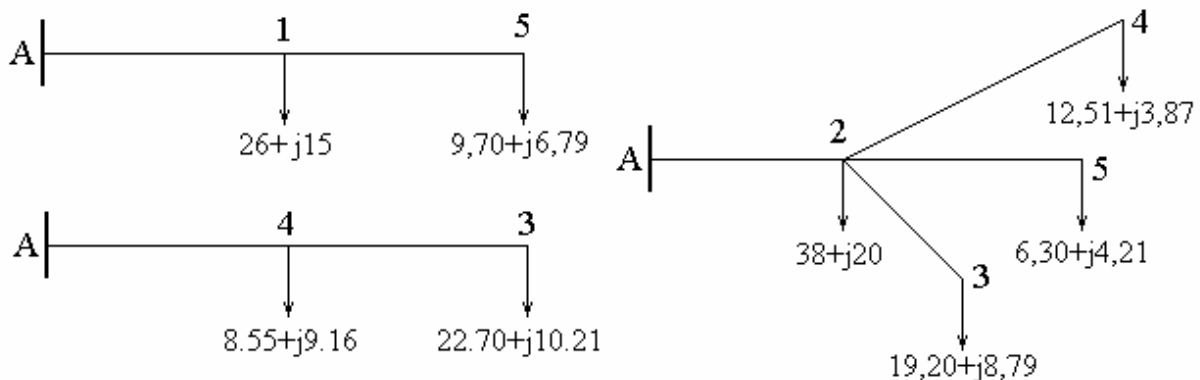 A 1 5
26+ j15 9,70+j6,79
A 4 3
8.55+j9.16 22.70+j10.21
4
12,51+j3,87
A 2 5
38+j20 6,30+j4,21
3
19,20+j8,79